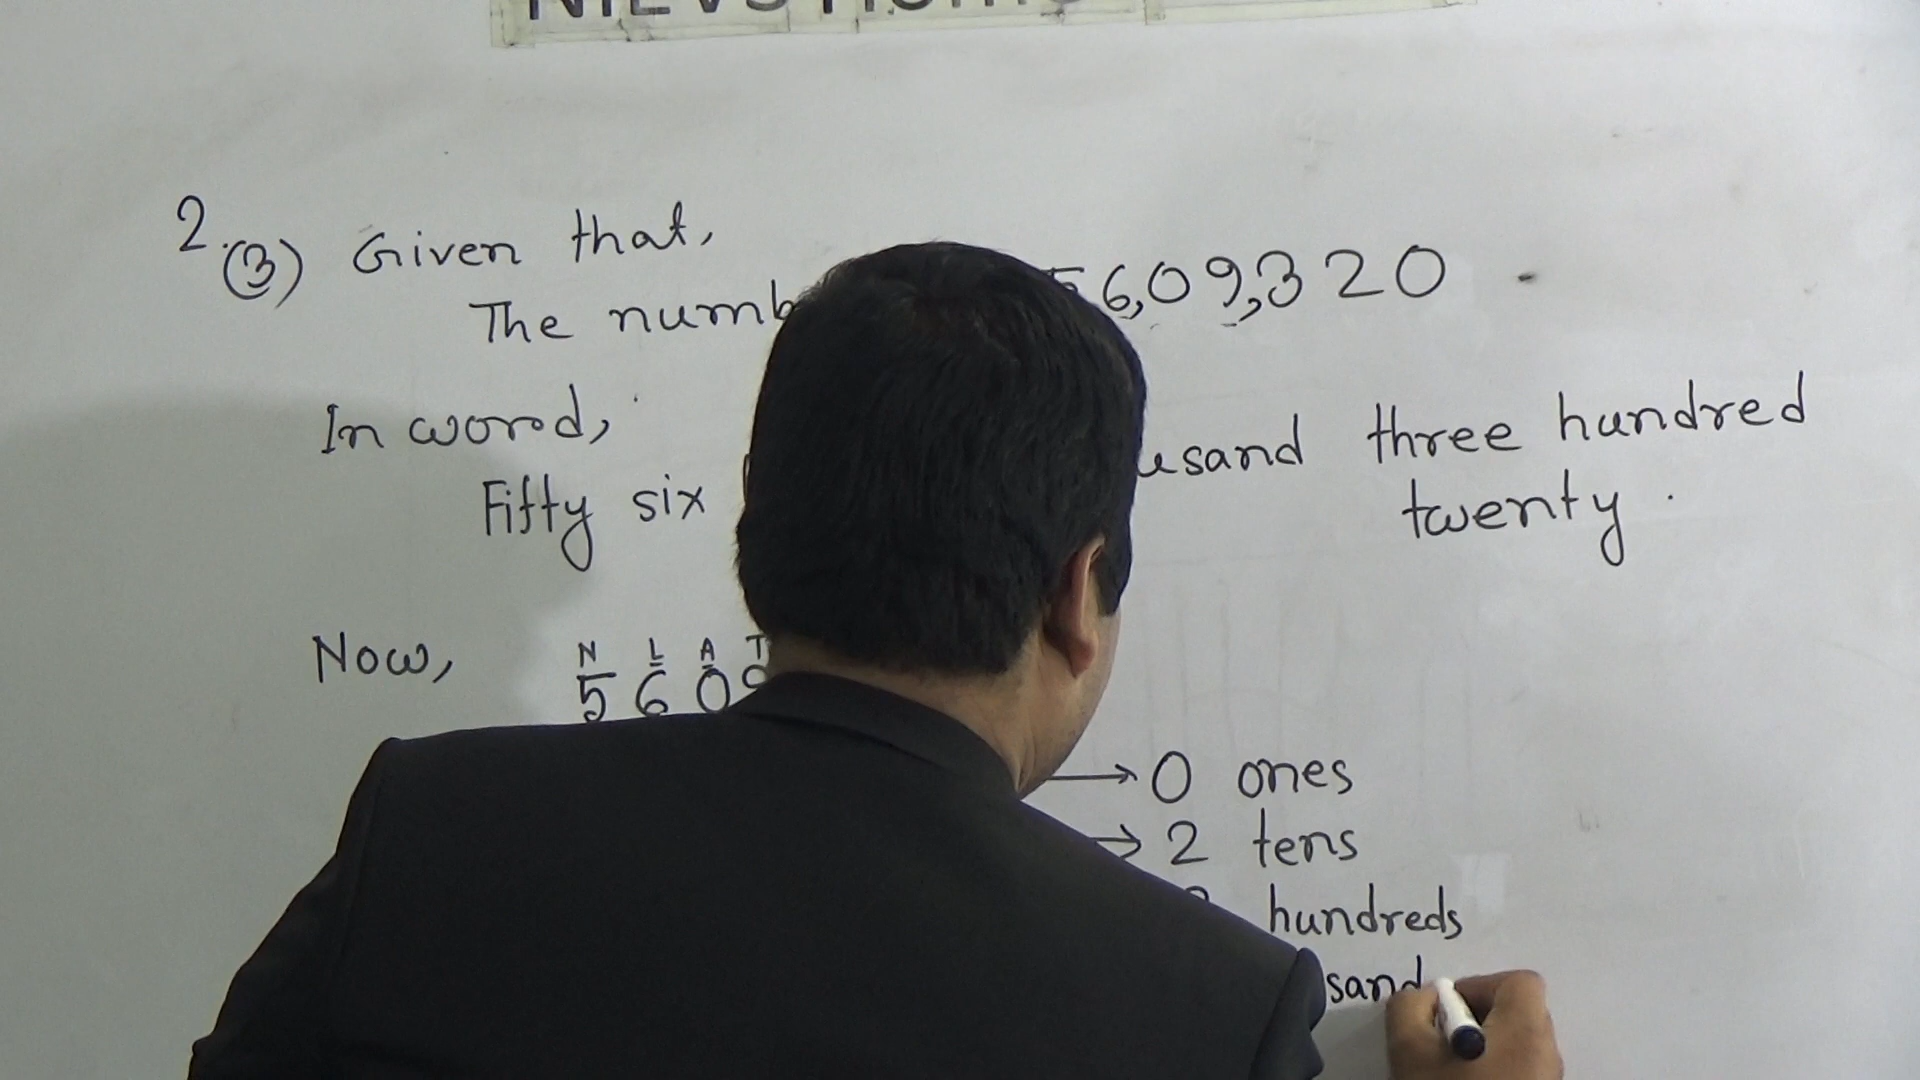 2.(3) Given that,
The numb 56,09,320
In word,
Fifty six usand three hundred
twenty.
Now,
N L A T
5 6 0 9
→ 0 ones
→ 2 tens
hundreds
sand